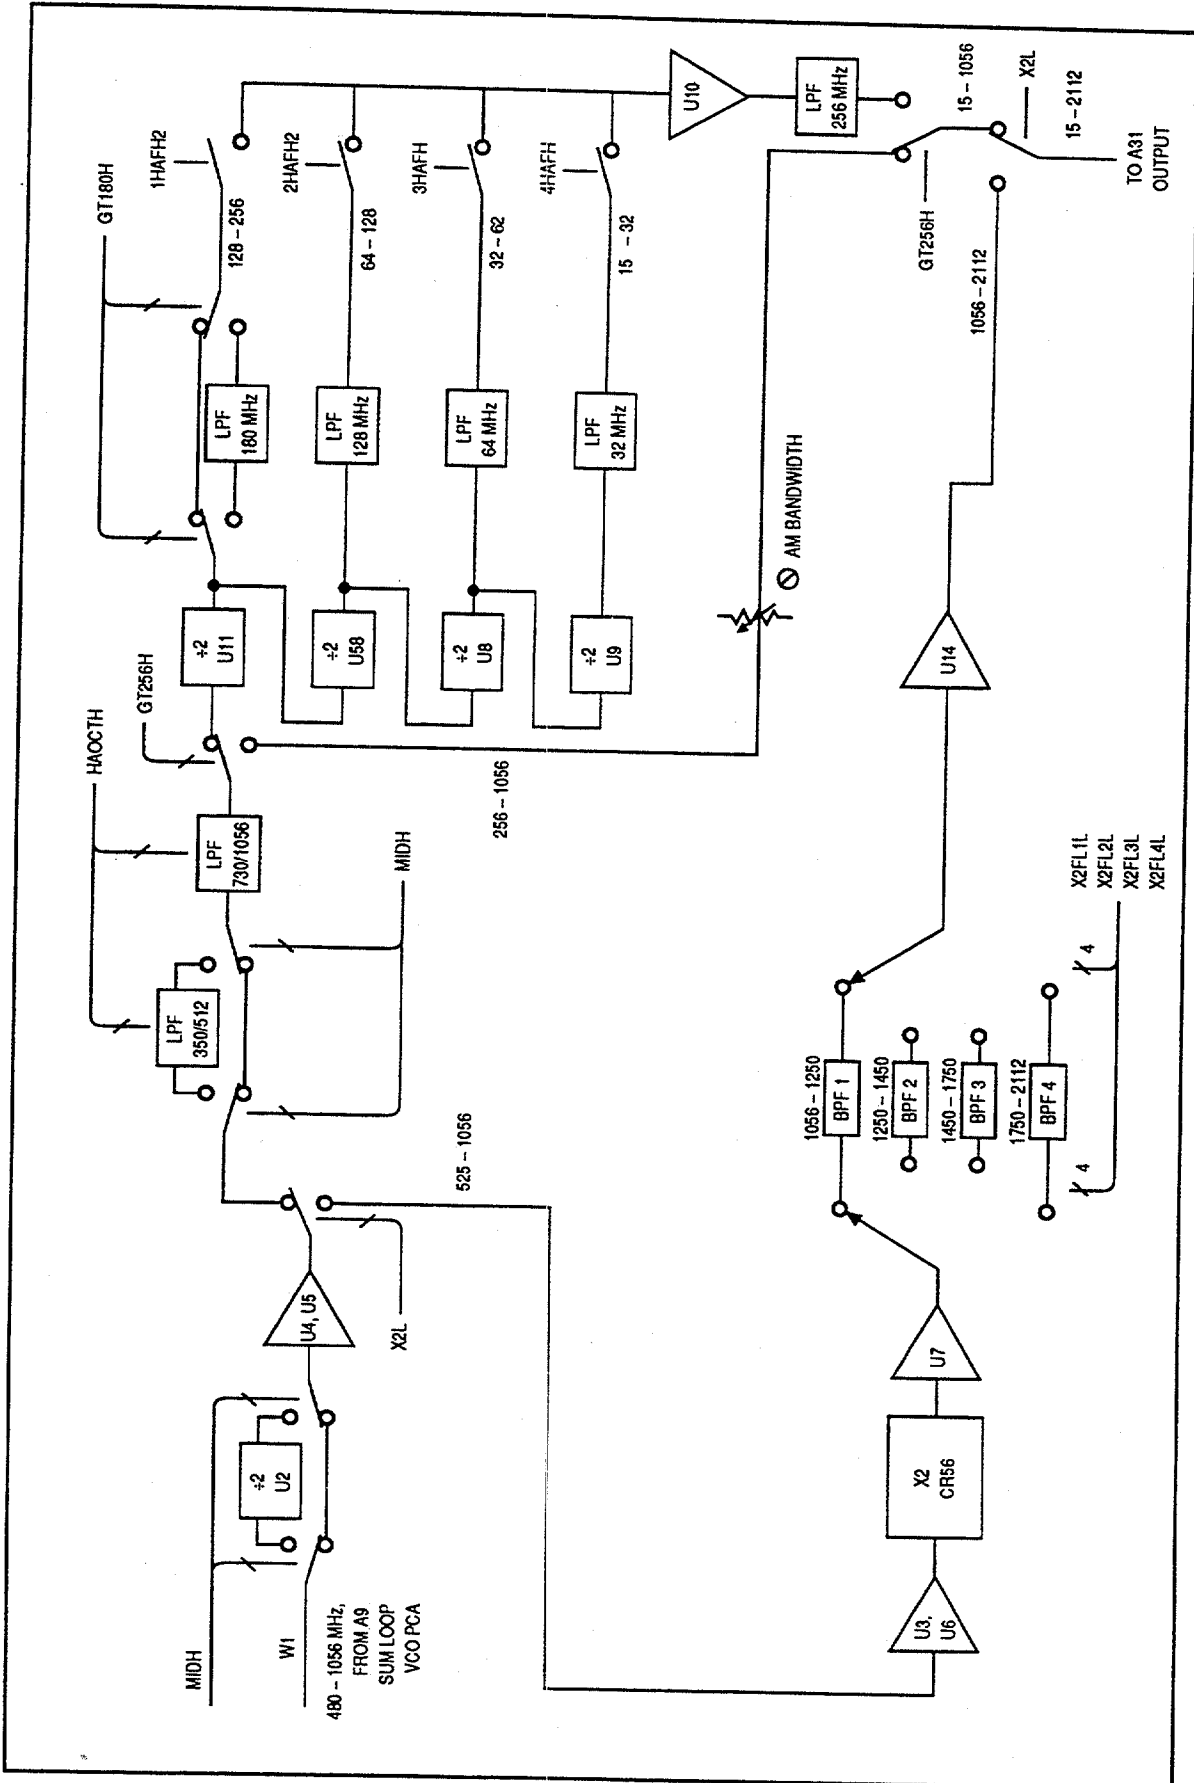 MIDH
W1
480 – 1056 MHz,
FROM A9
SUM LOOP
VCO PCA
÷2
U2
U4, U5
X2L
525 – 1056
LPF
350/512
HAOCTH
MIDH
LPF
730/1056
GT256H
256 – 1056
÷2
U11
÷2
U58
÷2
U8
÷2
U9
GT180H
LPF
180 MHz
LPF
128 MHz
LPF
64 MHz
LPF
32 MHz
128 – 256
64 – 128
32 – 62
15 – 32
1HAFH2
2HAFH2
3HAFH
4HAFH
AM BANDWIDTH
U10
LPF
256 MHz
GT256H
15 – 1056
X2L
15 – 2112
TO A31
OUTPUT
1056 – 2112
U3,
U6
X2
CR56
U7
1056 – 1250
BPF 1
1250 – 1450
BPF 2
1450 – 1750
BPF 3
1750 – 2112
BPF 4
4
4
X2FL1L
X2FL2L
X2FL3L
X2FL4L
U14